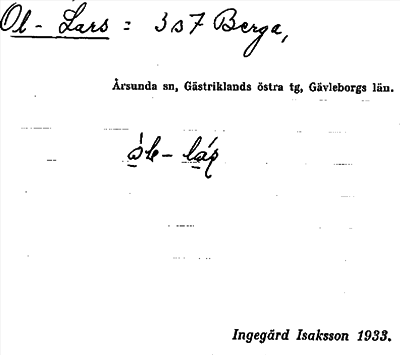 Ol-Lars = 3 s 7 Berga,
Årsunda sn, Gästriklands östra tg, Gävleborgs län.
Ingegärd Isaksson 1933.